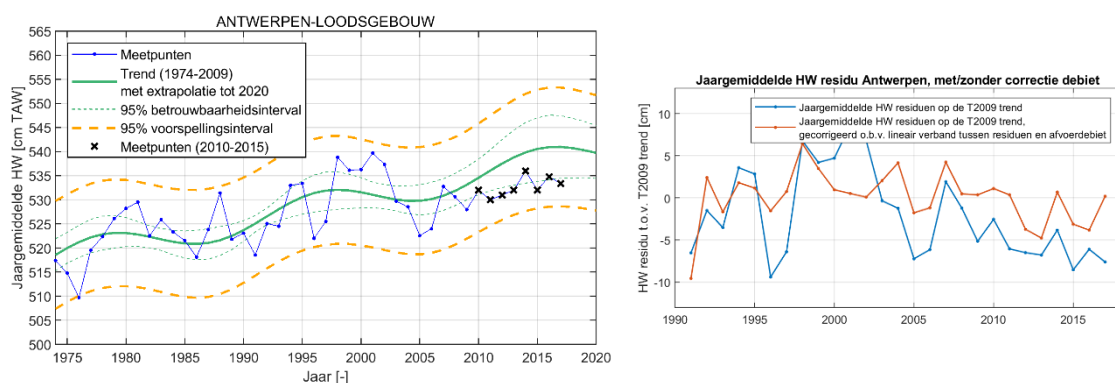 ANTWERPEN-LOODSGEBOUW
Jaargemiddelde HW [cm TAW]
565
560
555
550
545
540
535
530
525
520
515
510
505
500
Meetpunten
Trend (1974-2009)
met extrapolatie tot 2020
95% betrouwbaarheidsinterval
95% voorspellingsinterval
Meetpunten (2010-2015)
1975 1980 1985 1990 1995 2000 2005 2010 2015 2020
Jaar [-]
Jaargemiddelde HW residu Antwerpen, met/zonder correctie debiet
HW residu t.o.v. T2009 trend [cm]
10
5
0
-5
-10
Jaargemiddelde HW residuen op de T2009 trend
Jaargemiddelde HW residuen op de T2009 trend,
gecorrigeerd o.b.v. lineair verband tussen residuen en afvoerdebiet
1990 1995 2000 2005 2010 2015